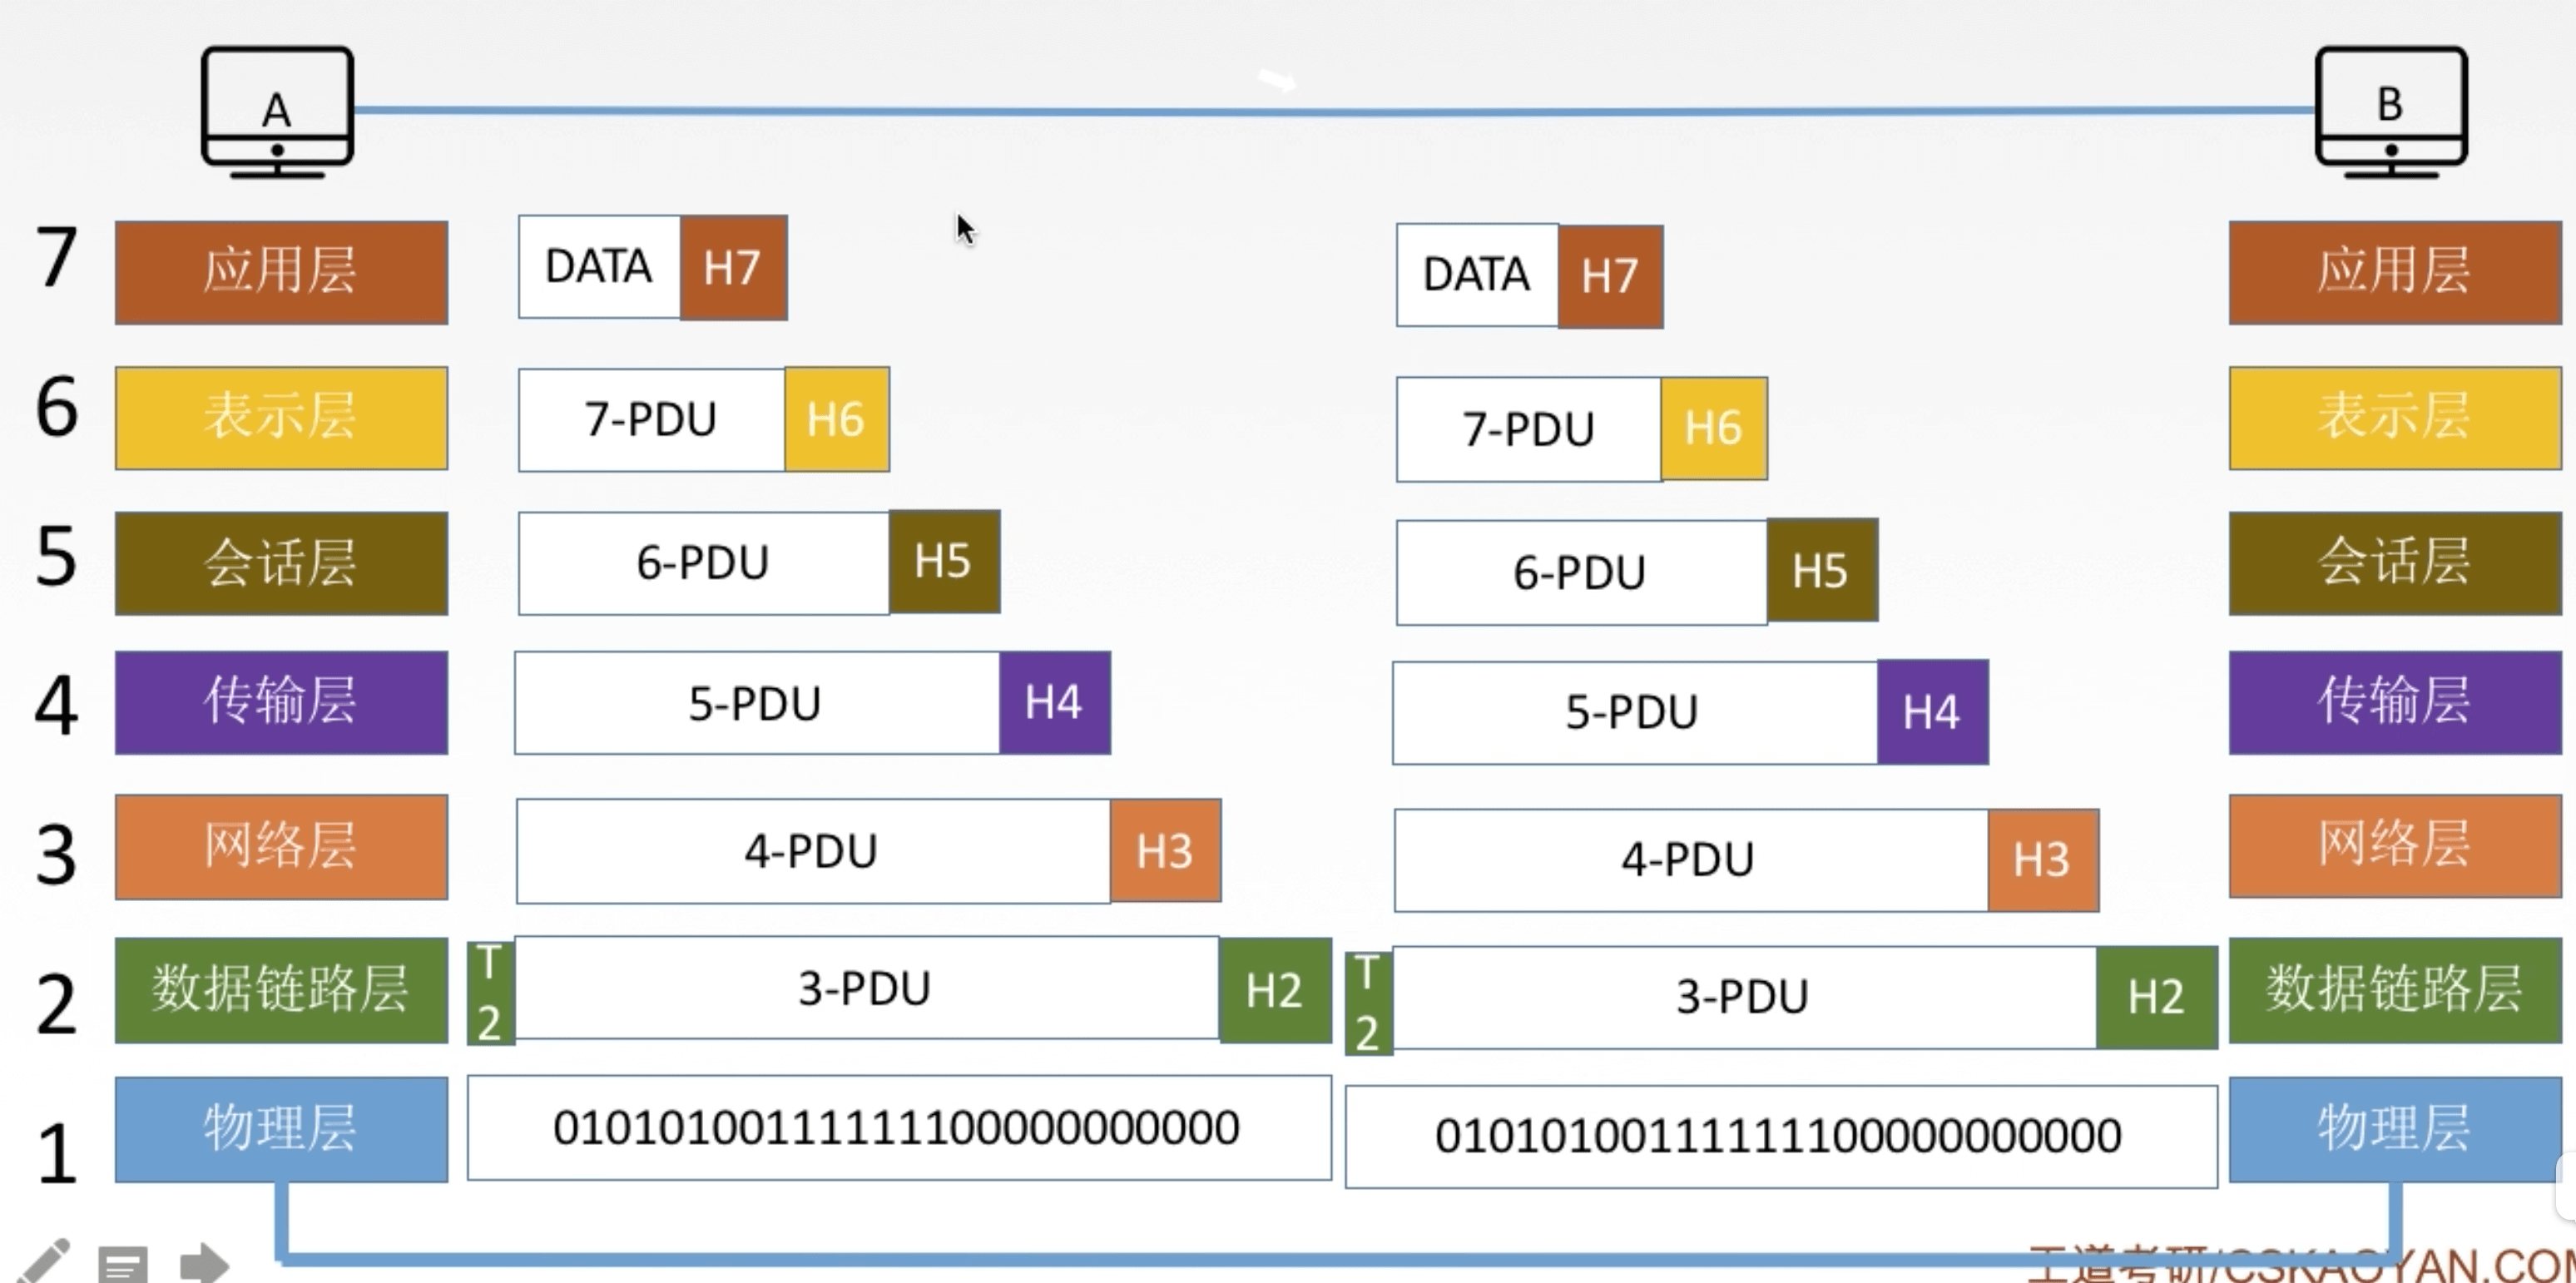 A
B
7 应用层 DATA H7 DATA H7 应用层
6 表示层 7-PDU H6 7-PDU H6 表示层
5 会话层 6-PDU H5 6-PDU H5 会话层
4 传输层 5-PDU H4 5-PDU H4 传输层
3 网络层 4-PDU H3 4-PDU H3 网络层
2 数据链路层 T2 3-PDU H2 T2 3-PDU H2 数据链路层
1 物理层 01010100111111100000000000 01010100111111100000000000 物理层
王道考研/CSKAOYAN.COM